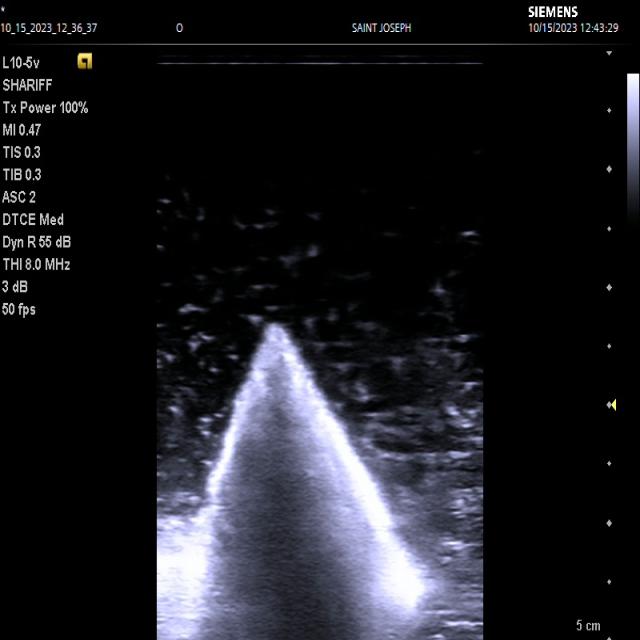 *
SIEMENS
10_15_2023_12_36_37 O SAINT JOSEPH 10/15/2023 12:43:29
L10-5v
SHARIFF
Tx Power 100%
MI 0.47
TIS 0.3
TIB 0.3
ASC 2
DTCE Med
Dyn R 55 dB
THI 8.0 MHz
3 dB
50 fps
5 cm